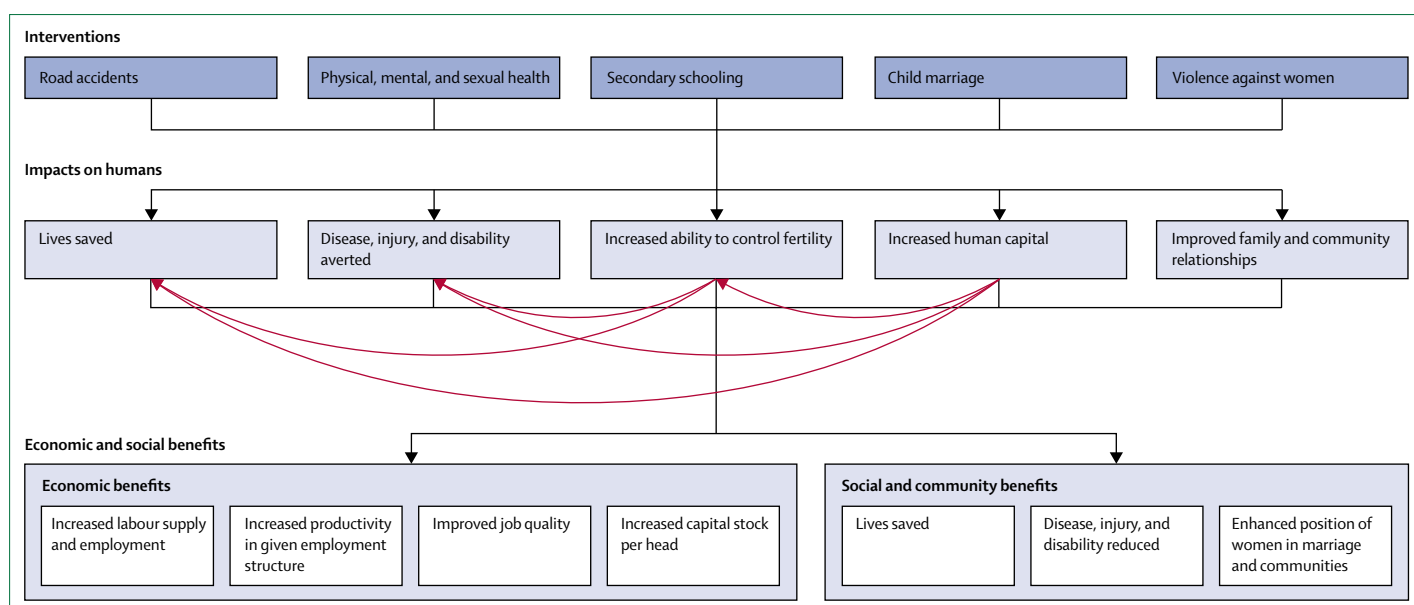 Interventions
Road accidents
Physical, mental, and sexual health
Secondary schooling
Child marriage
Violence against women
Impacts on humans
Lives saved
Disease, injury, and disability
averted
Increased ability to control fertility
Increased human capital
Improved family and community
relationships
Economic and social benefits
Economic benefits
Increased labour supply
and employment
Increased productivity
in given employment
structure
Improved job quality
Increased capital stock
per head
Social and community benefits
Lives saved
Disease, injury, and
disability reduced
Enhanced position of
women in marriage
and communities